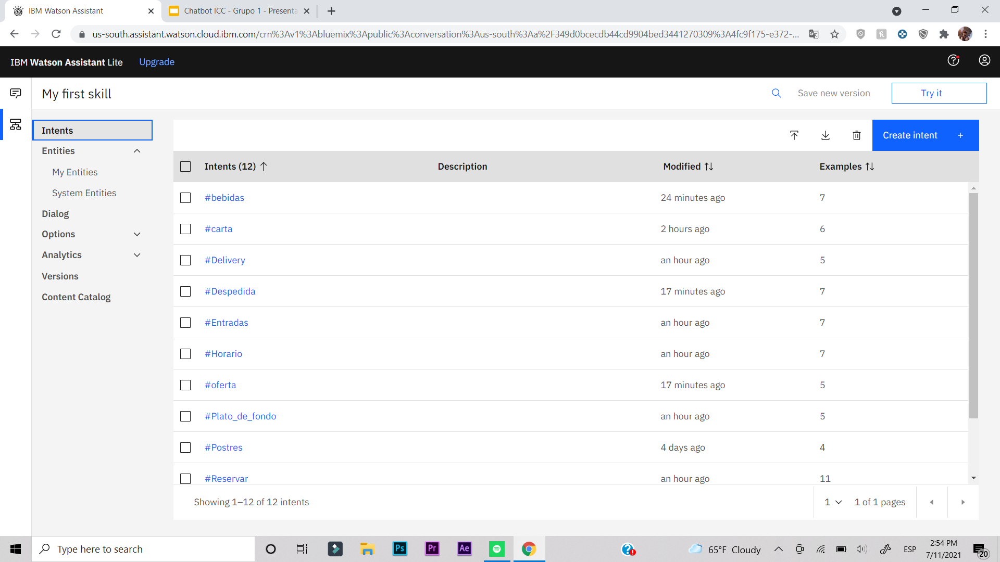 IBM Watson Assistant
Chatbot ICC - Grupo 1 - Presenta
us-south.assistant.watson.cloud.ibm.com/crn%3Av1%3Abluemix%3Apublic%3Aconversation%3Aus-south%3Aa%2F349d0bcecdb44cd9904bed3441270309%3A4fc9f175-e372-...
IBM Watson Assistant Lite Upgrade
My first skill
Save new version
Try it
Intents
Entities
My Entities
System Entities
Dialog
Options
Analytics
Versions
Content Catalog
Create intent +
Intents (12) Description Modified Examples
#bebidas 24 minutes ago 7
#carta 2 hours ago 6
#Delivery an hour ago 5
#Despedida 17 minutes ago 7
#Entradas an hour ago 7
#Horario an hour ago 7
#oferta 17 minutes ago 5
#Plato_de_fondo an hour ago 5
#Postres 4 days ago 4
#Reservar an hour ago 11
Showing 1–12 of 12 intents
1
1 of 1 pages
Type here to search
Ps
Pr
Ae
65°F Cloudy
ESP
2:54 PM
7/11/2021
20